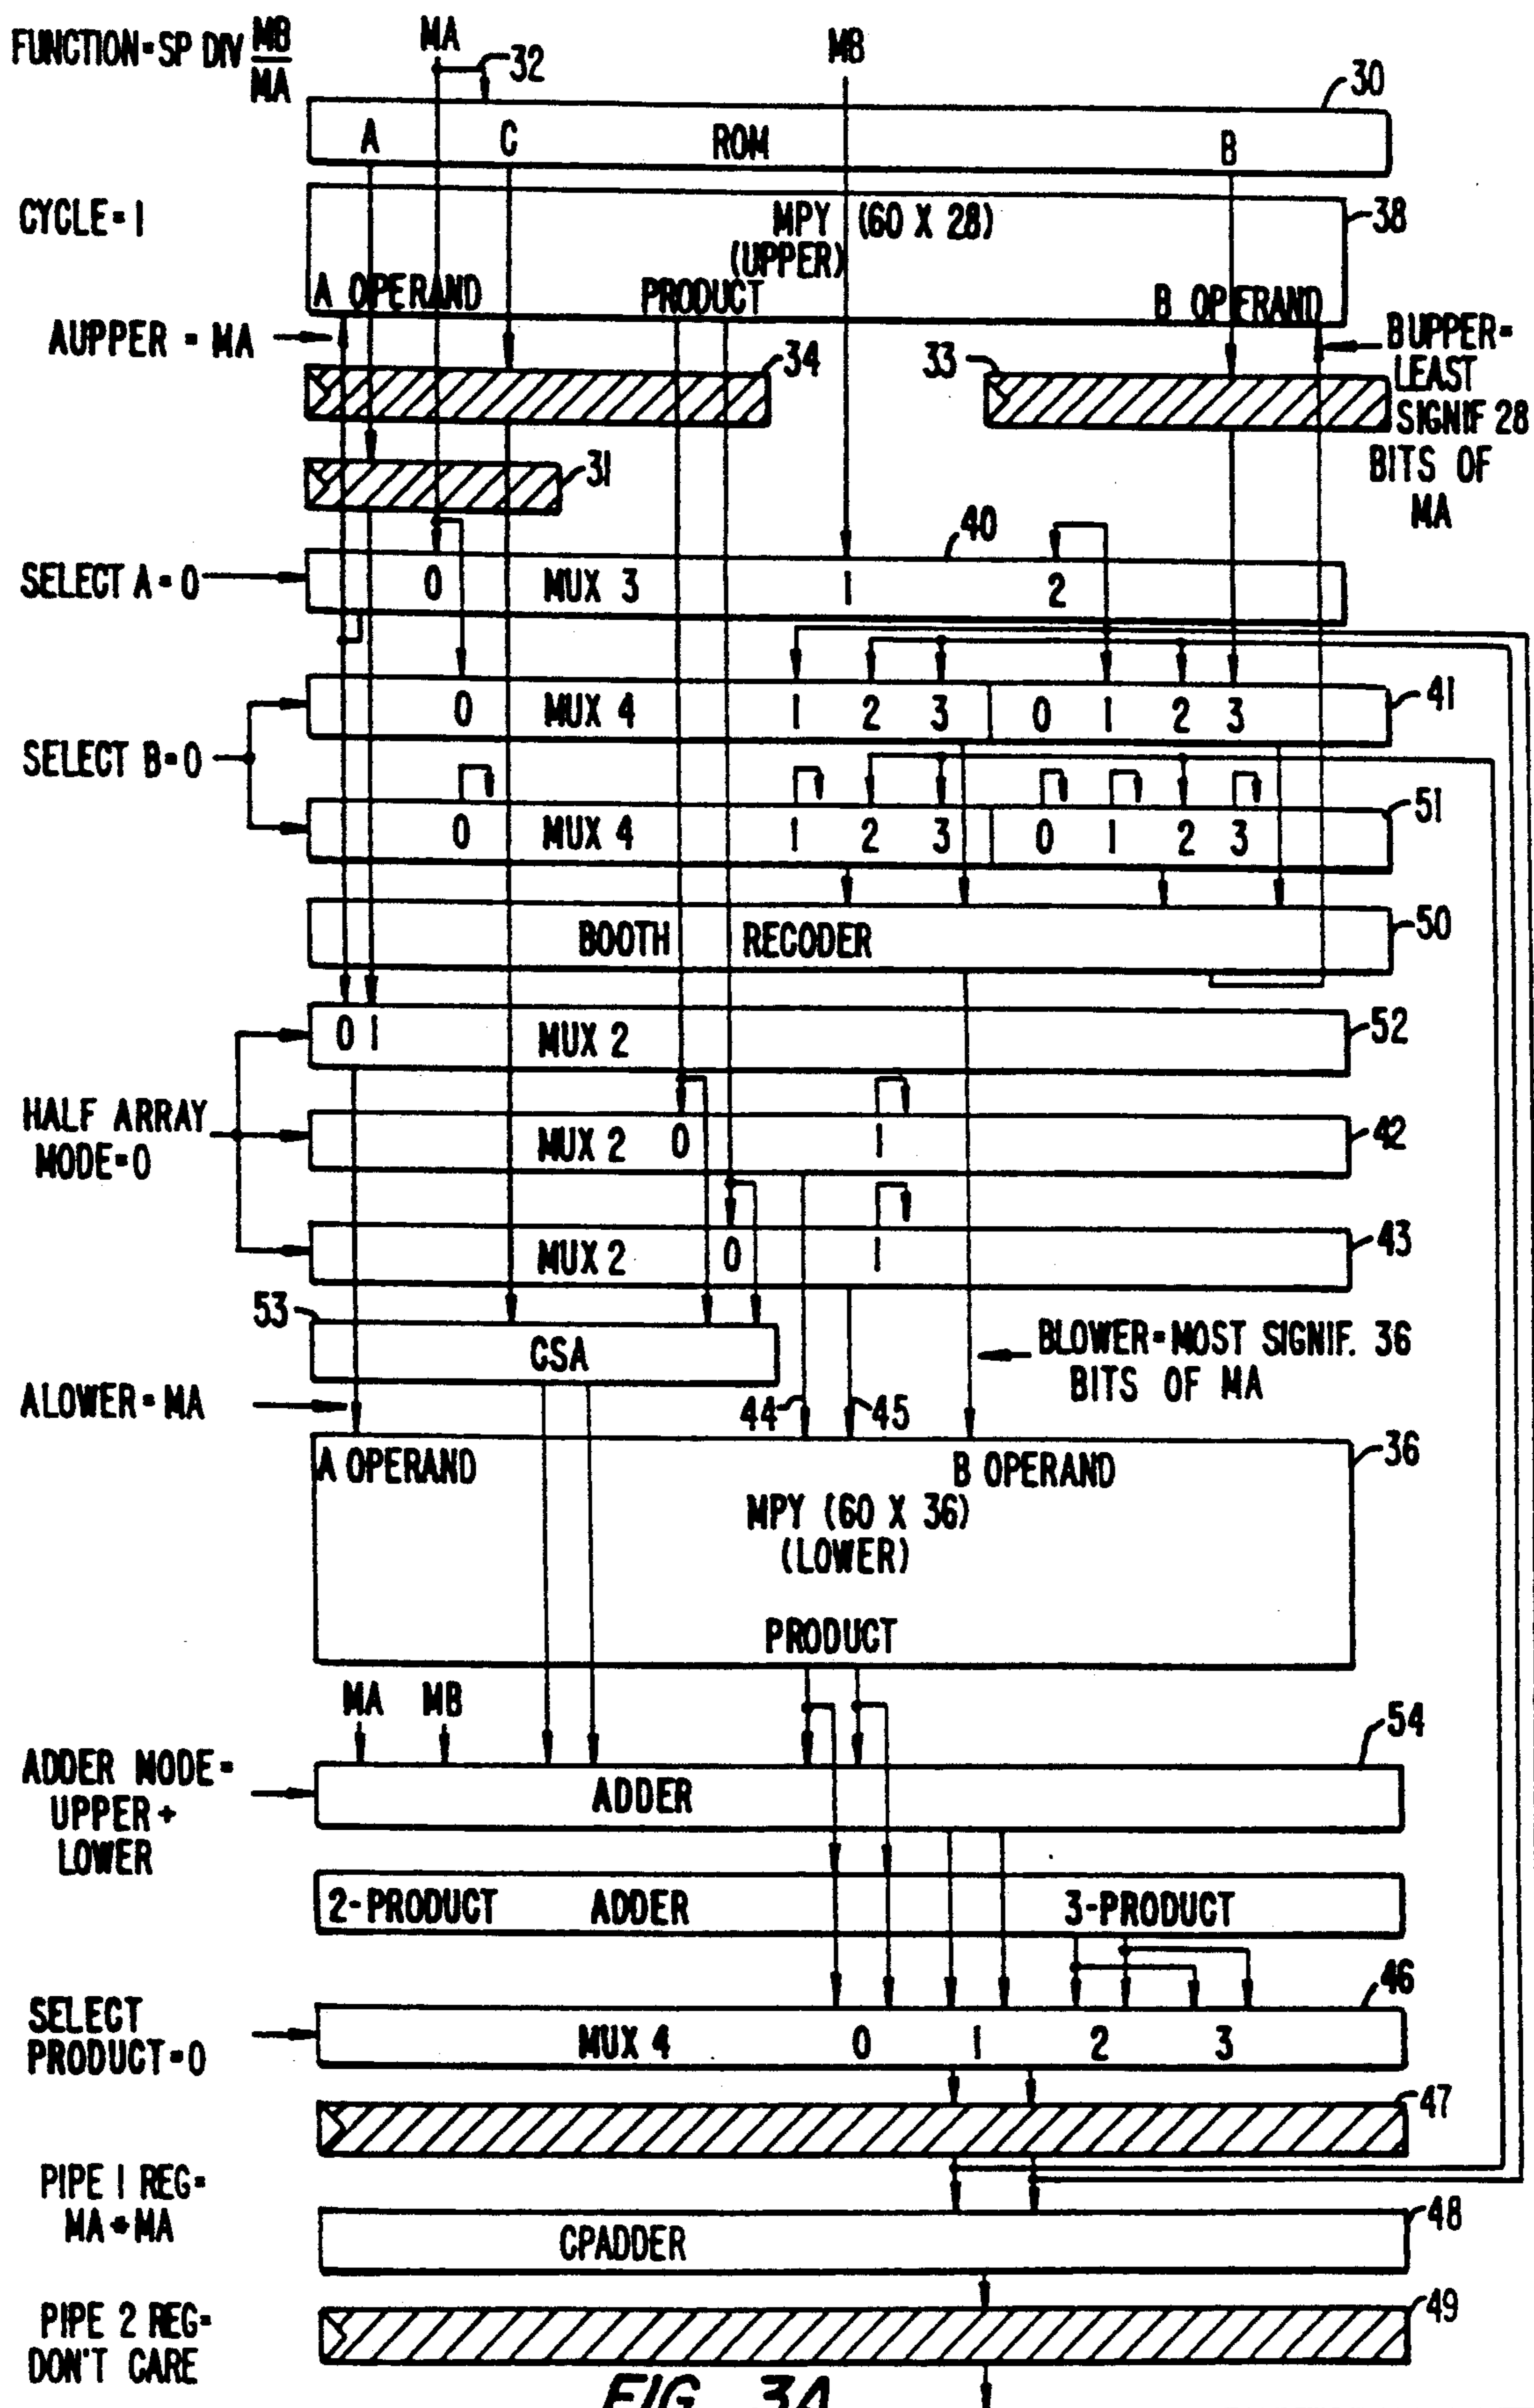 FUNCTION=SP DIV MB
MA
MA
32
MB
30
A C ROM B
CYCLE=1
MPY (60 X 28)
(UPPER)
38
A OPERAND PRODUCT B OPERAND
AUPPER = MA
BUPPER=
LEAST
SIGNIF 28
BITS OF
MA
34
33
31
40
SELECT A=0
0 MUX 3 1 2
0 MUX 4 1 2 3 0 1 2 3
41
SELECT B=0
0 MUX 4 1 2 3 0 1 2 3
51
BOOTH RECODER
50
0 1 MUX 2
52
HALF ARRAY
MODE=0
MUX 2 0 1
42
MUX 2 0 1
43
53
CSA
BLOWER=MOST SIGNIF. 36
BITS OF MA
ALOWER=MA
44
45
A OPERAND B OPERAND
36
MPY (60 X 36)
(LOWER)
PRODUCT
MA MB
54
ADDER MODE=
UPPER +
LOWER
ADDER
2-PRODUCT ADDER 3-PRODUCT
46
SELECT
PRODUCT=0
MUX 4 0 1 2 3
47
PIPE 1 REG=
MA * MA
CPADDER
48
PIPE 2 REG=
DON'T CARE
49
FIG. 3A